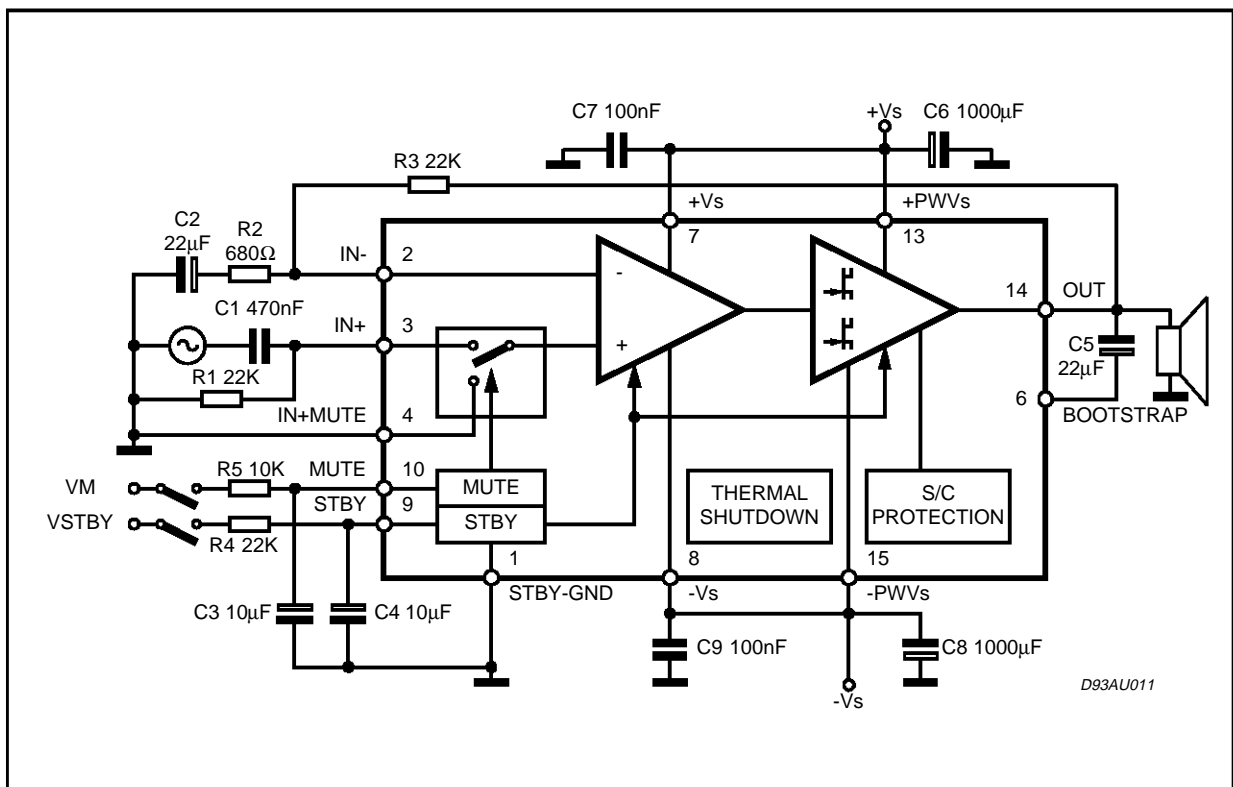 C7 100nF
+Vs
C6 1000µF
R3 22K
+Vs
+PWVs
C2
22µF
R2
680Ω
IN-
2
7
13
-
C1 470nF
IN+
3
+
14
OUT
C5
22µF
R1 22K
IN+MUTE
4
6
BOOTSTRAP
VM
R5 10K
MUTE
10
MUTE
THERMAL
SHUTDOWN
S/C
PROTECTION
VSTBY
R4 22K
STBY
9
STBY
1
8
15
STBY-GND
-Vs
-PWVs
C3 10µF
C4 10µF
C9 100nF
C8 1000µF
-Vs
D93AU011